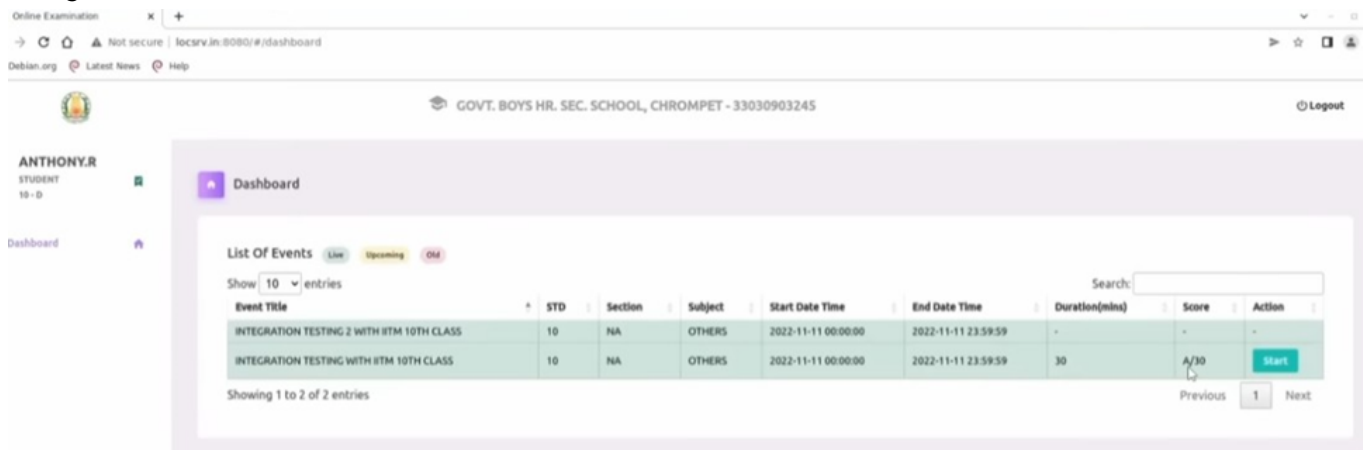 Online Examination
Not secure locsrv.in:8080/#/dashboard
Debian.org Latest News Help
GOVT. BOYS HR. SEC. SCHOOL, CHROMPET - 33030903245 Logout
ANTHONY.R
STUDENT
10 - D
Dashboard
Dashboard
List Of Events Live Upcoming Old
Show 10 entries Search:
Event Title STD Section Subject Start Date Time End Date Time Duration(mins) Score Action
INTEGRATION TESTING 2 WITH IITM 10TH CLASS 10 NA OTHERS 2022-11-11 00:00:00 2022-11-11 23:59:59 - - -
INTEGRATION TESTING WITH IITM 10TH CLASS 10 NA OTHERS 2022-11-11 00:00:00 2022-11-11 23:59:59 30 A/30 Start
Showing 1 to 2 of 2 entries Previous 1 Next